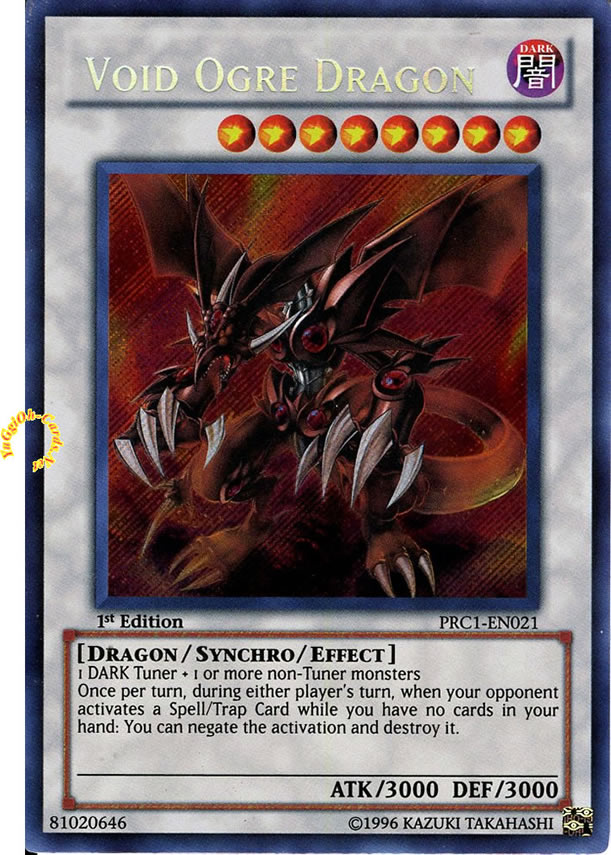 VOID OGRE DRAGON
DARK
闇
YuGgiOh-Cards.Net
1st Edition
PRC1-EN021
[DRAGON/SYNCHRO/EFFECT]
1 DARK Tuner + 1 or more non-Tuner monsters
Once per turn, during either player's turn, when your opponent
activates a Spell/Trap Card while you have no cards in your
hand: You can negate the activation and destroy it.
ATK/3000 DEF/3000
81020646
©1996 KAZUKI TAKAHASHI